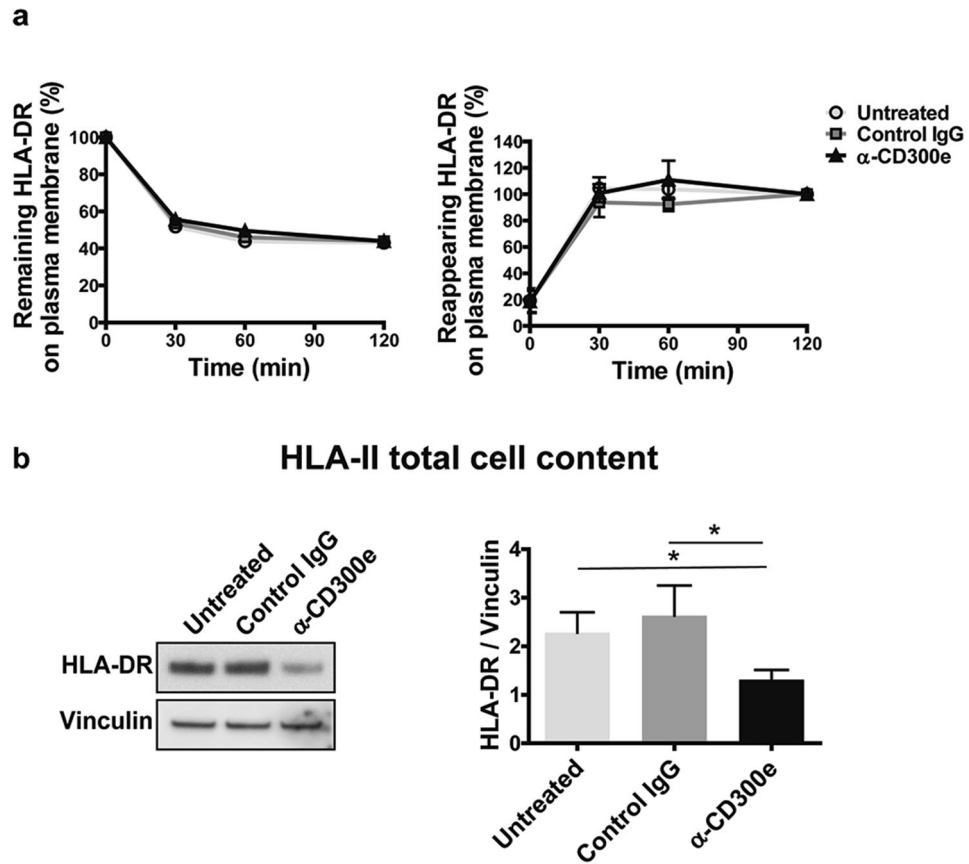 a
Remaining HLA-DR
on plasma membrane (%)
100
80
60
40
20
0
0 30 60 90 120
Time (min)
Reappearing HLA-DR
on plasma membrane (%)
140
120
100
80
60
40
20
0
0 30 60 90 120
Time (min)
Untreated
Control IgG
α-CD300e
b
HLA-II total cell content
Untreated
Control IgG
α-CD300e
HLA-DR
Vinculin
HLA-DR / Vinculin
4
3
2
1
0
*
*
Untreated
Control IgG
α-CD300e